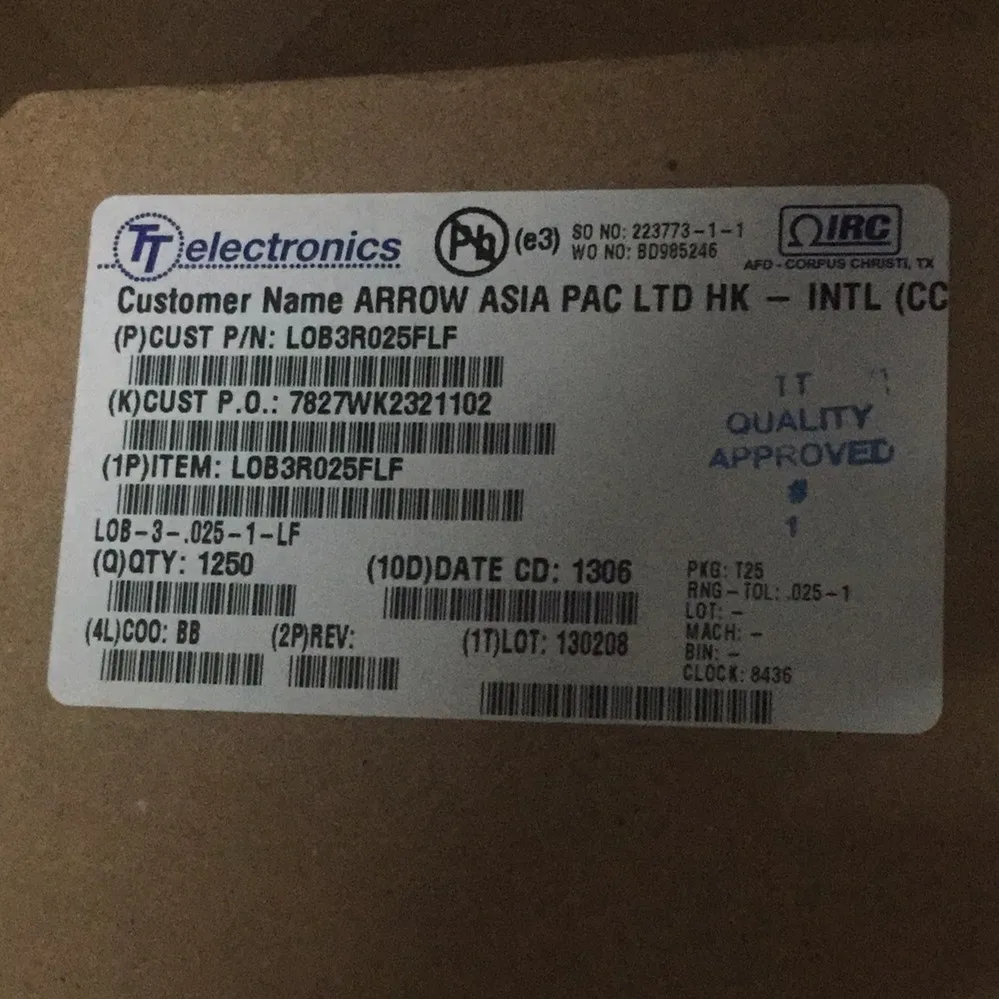 TT electronics
Pb (e3)
SO NO: 223773-1-1
WO NO: BD985246
ΩIRC
AFD - CORPUS CHRISTI, TX
Customer Name ARROW ASIA PAC LTD HK - INTL (CC
(P)CUST P/N: LOB3R025FLF
(K)CUST P.O.: 7827WK2321102
(1P)ITEM: LOB3R025FLF
LOB-3-.025-1-LF
(Q)QTY: 1250
(10D)DATE CD: 1306
(4L)COO: BB
(2P)REV:
(1T)LOT: 130208
QUALITY
APPROVED
#
1
PKG: T25
RNG-TOL: .025-1
LOT: -
MACH: -
BIN: -
CLOCK: 8436